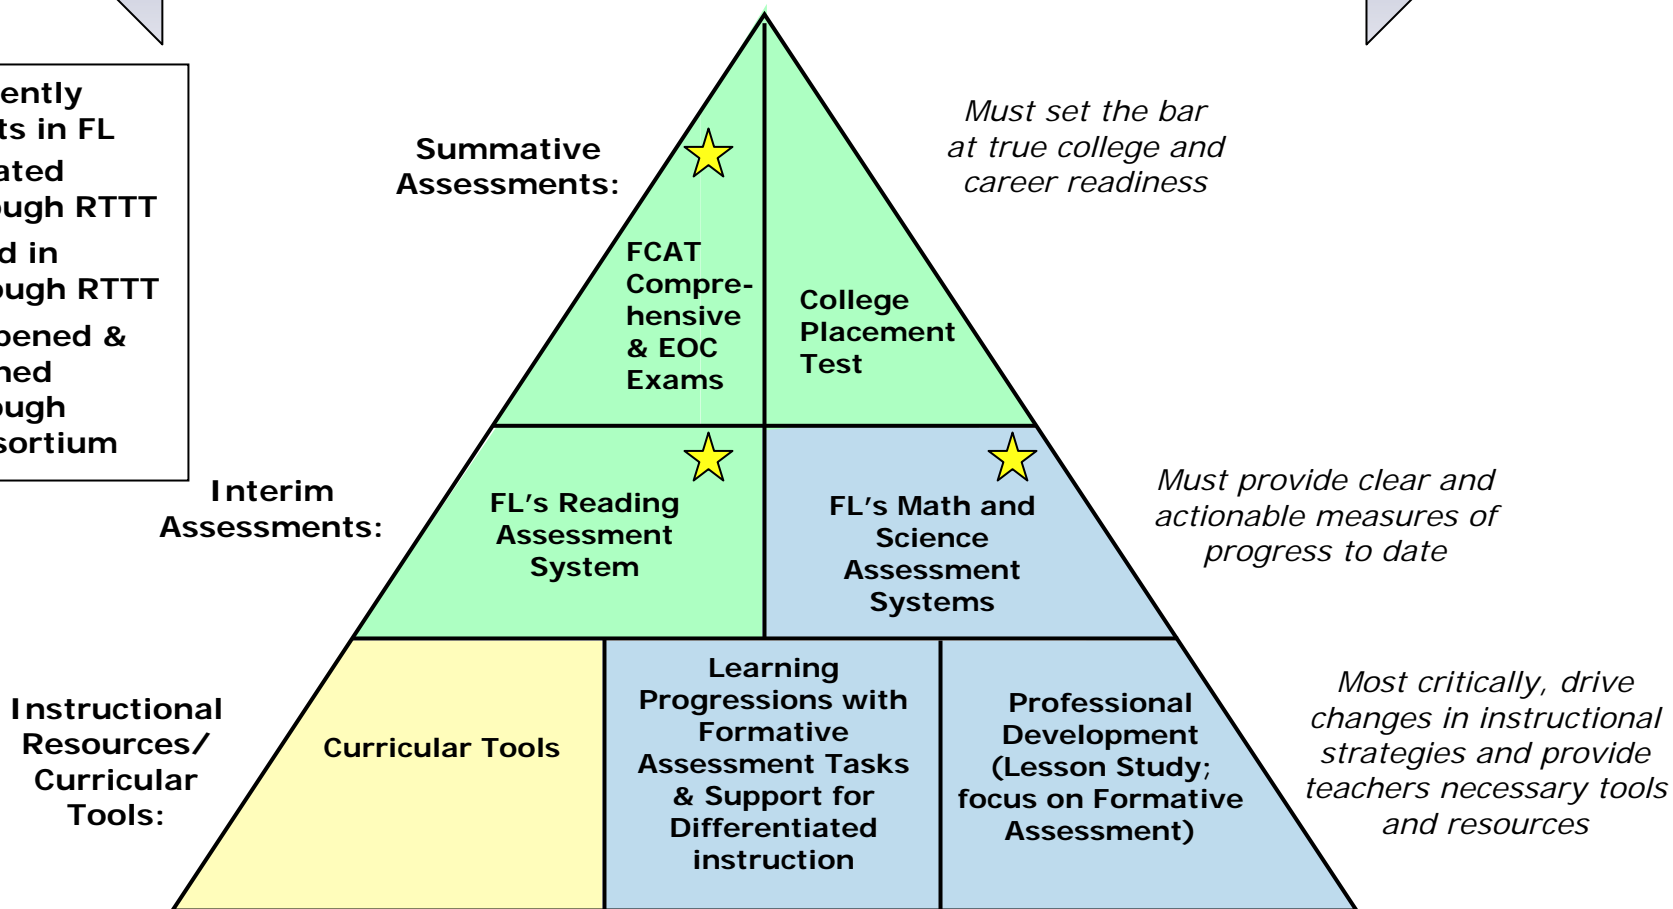 ently
ts in FL
ated
ough RTTT
d in
ough RTTT
pened &
ned
ough
sortium
Summative
Assessments:
FCAT
Compre-
hensive
& EOC
Exams
College
Placement
Test
Must set the bar
at true college and
career readiness
Interim
Assessments:
FL's Reading
Assessment
System
FL's Math and
Science
Assessment
Systems
Must provide clear and
actionable measures of
progress to date
Instructional
Resources/
Curricular
Tools:
Curricular Tools
Learning
Progressions with
Formative
Assessment Tasks
& Support for
Differentiated
instruction
Professional
Development
(Lesson Study;
focus on Formative
Assessment)
Most critically, drive
changes in instructional
strategies and provide
teachers necessary tools
and resources